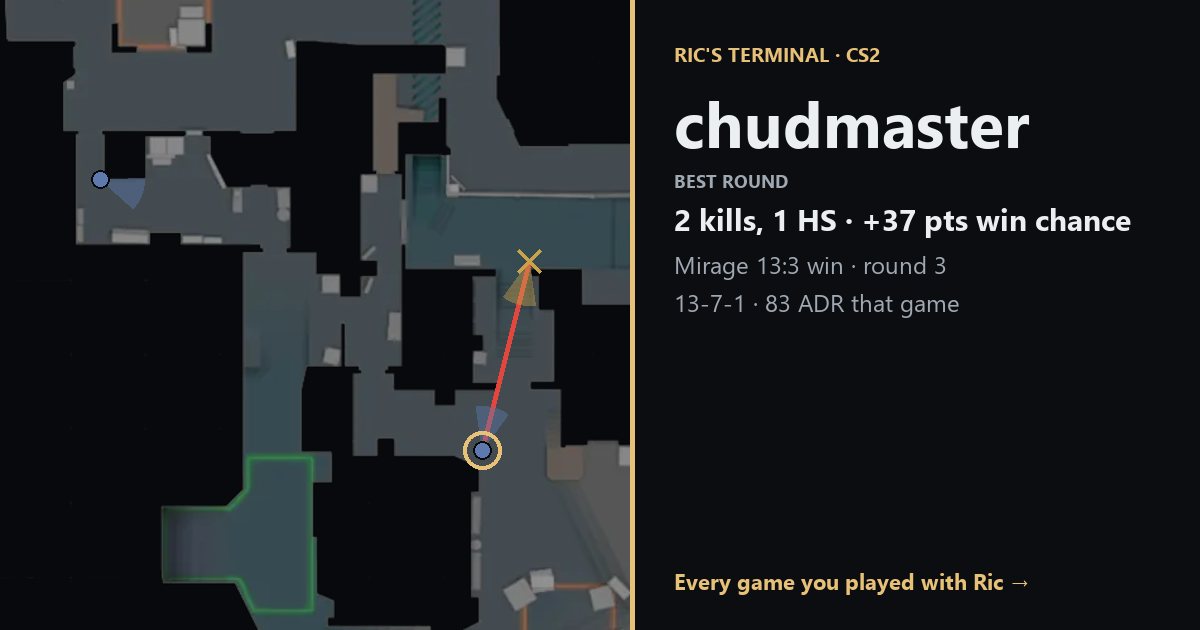 RIC'S TERMINAL · CS2
chudmaster
BEST ROUND
2 kills, 1 HS · +37 pts win chance
Mirage 13:3 win · round 3
13-7-1 · 83 ADR that game
Every game you played with Ric →